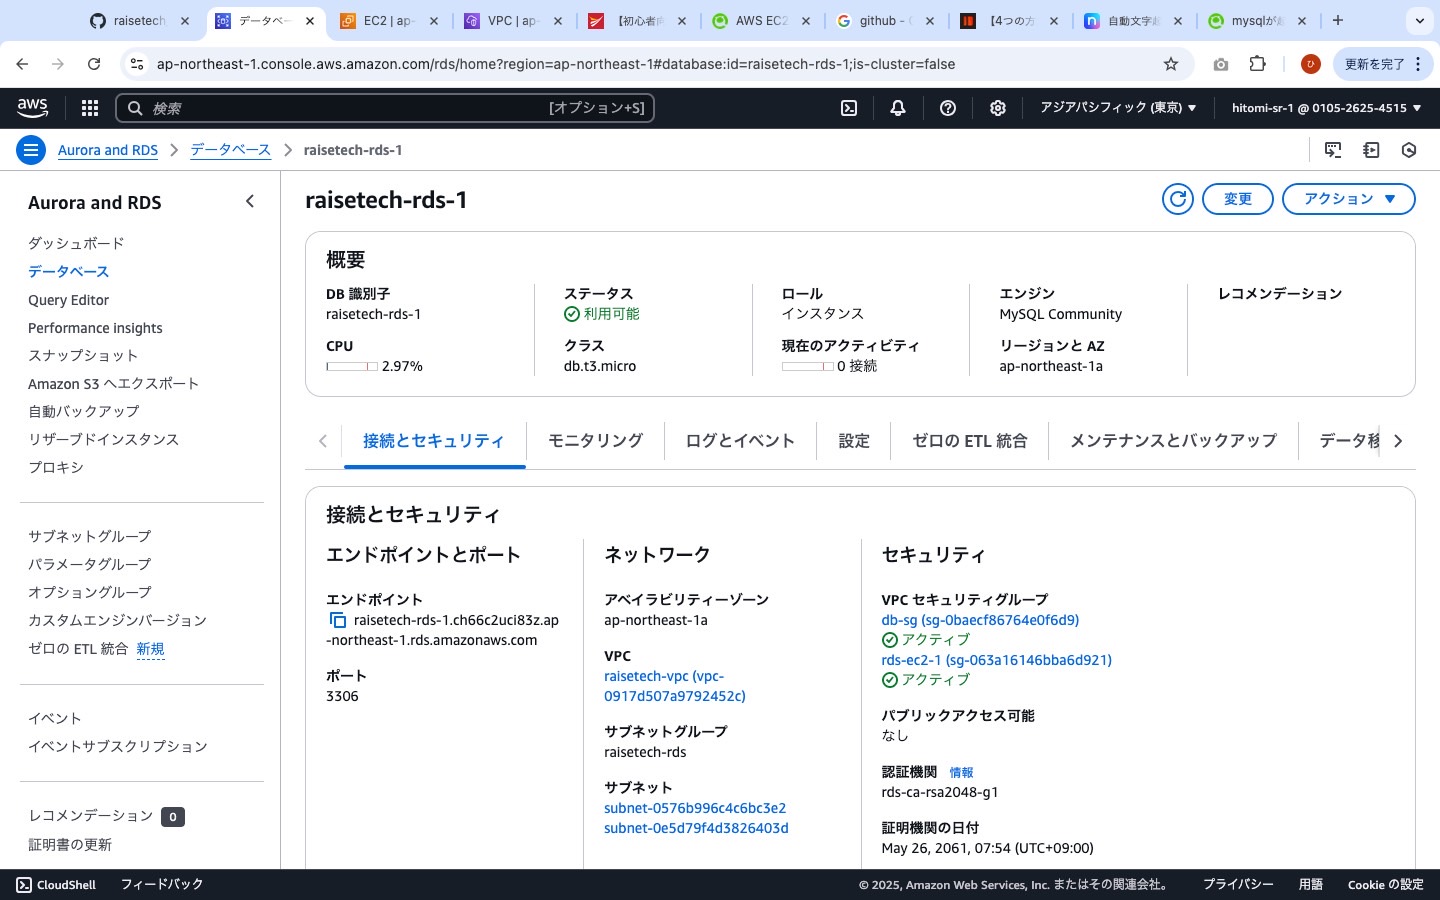 raisetech
データベー
EC2 | ap-
VPC | ap-
【初心者向
AWS EC2
github -
【4つの方
自動文字起
mysqlが起
ap-northeast-1.console.aws.amazon.com/rds/home?region=ap-northeast-1#database:id=raisetech-rds-1;is-cluster=false
ひ
更新を完了
aws
検索
[オプション+S]
アジアパシフィック (東京)
hitomi-sr-1 @ 0105-2625-4515
Aurora and RDS
データベース
raisetech-rds-1
Aurora and RDS
ダッシュボード
データベース
Query Editor
Performance insights
スナップショット
Amazon S3 へエクスポート
自動バックアップ
リザーブドインスタンス
プロキシ
サブネットグループ
パラメータグループ
オプショングループ
カスタムエンジンバージョン
ゼロの ETL 統合 新規
イベント
イベントサブスクリプション
レコメンデーション 0
証明書の更新
raisetech-rds-1
変更
アクション
概要
DB 識別子
raisetech-rds-1
CPU
2.97%
ステータス
利用可能
クラス
db.t3.micro
ロール
インスタンス
現在のアクティビティ
0 接続
エンジン
MySQL Community
リージョンと AZ
ap-northeast-1a
レコメンデーション
接続とセキュリティ
モニタリング
ログとイベント
設定
ゼロの ETL 統合
メンテナンスとバックアップ
データ移
接続とセキュリティ
エンドポイントとポート
エンドポイント
raisetech-rds-1.ch66c2uci83z.ap
-northeast-1.rds.amazonaws.com
ポート
3306
ネットワーク
アベイラビリティーゾーン
ap-northeast-1a
VPC
raisetech-vpc (vpc-
0917d507a9792452c)
サブネットグループ
raisetech-rds
サブネット
subnet-0576b996c4c6bc3e2
subnet-0e5d79f4d3826403d
セキュリティ
VPC セキュリティグループ
db-sg (sg-0baecf86764e0f6d9)
アクティブ
rds-ec2-1 (sg-063a16146bba6d921)
アクティブ
パブリックアクセス可能
なし
認証機関 情報
rds-ca-rsa2048-g1
証明機関の日付
May 26, 2061, 07:54 (UTC+09:00)
CloudShell
フィードバック
© 2025, Amazon Web Services, Inc. またはその関連会社。
プライバシー
用語
Cookie の設定